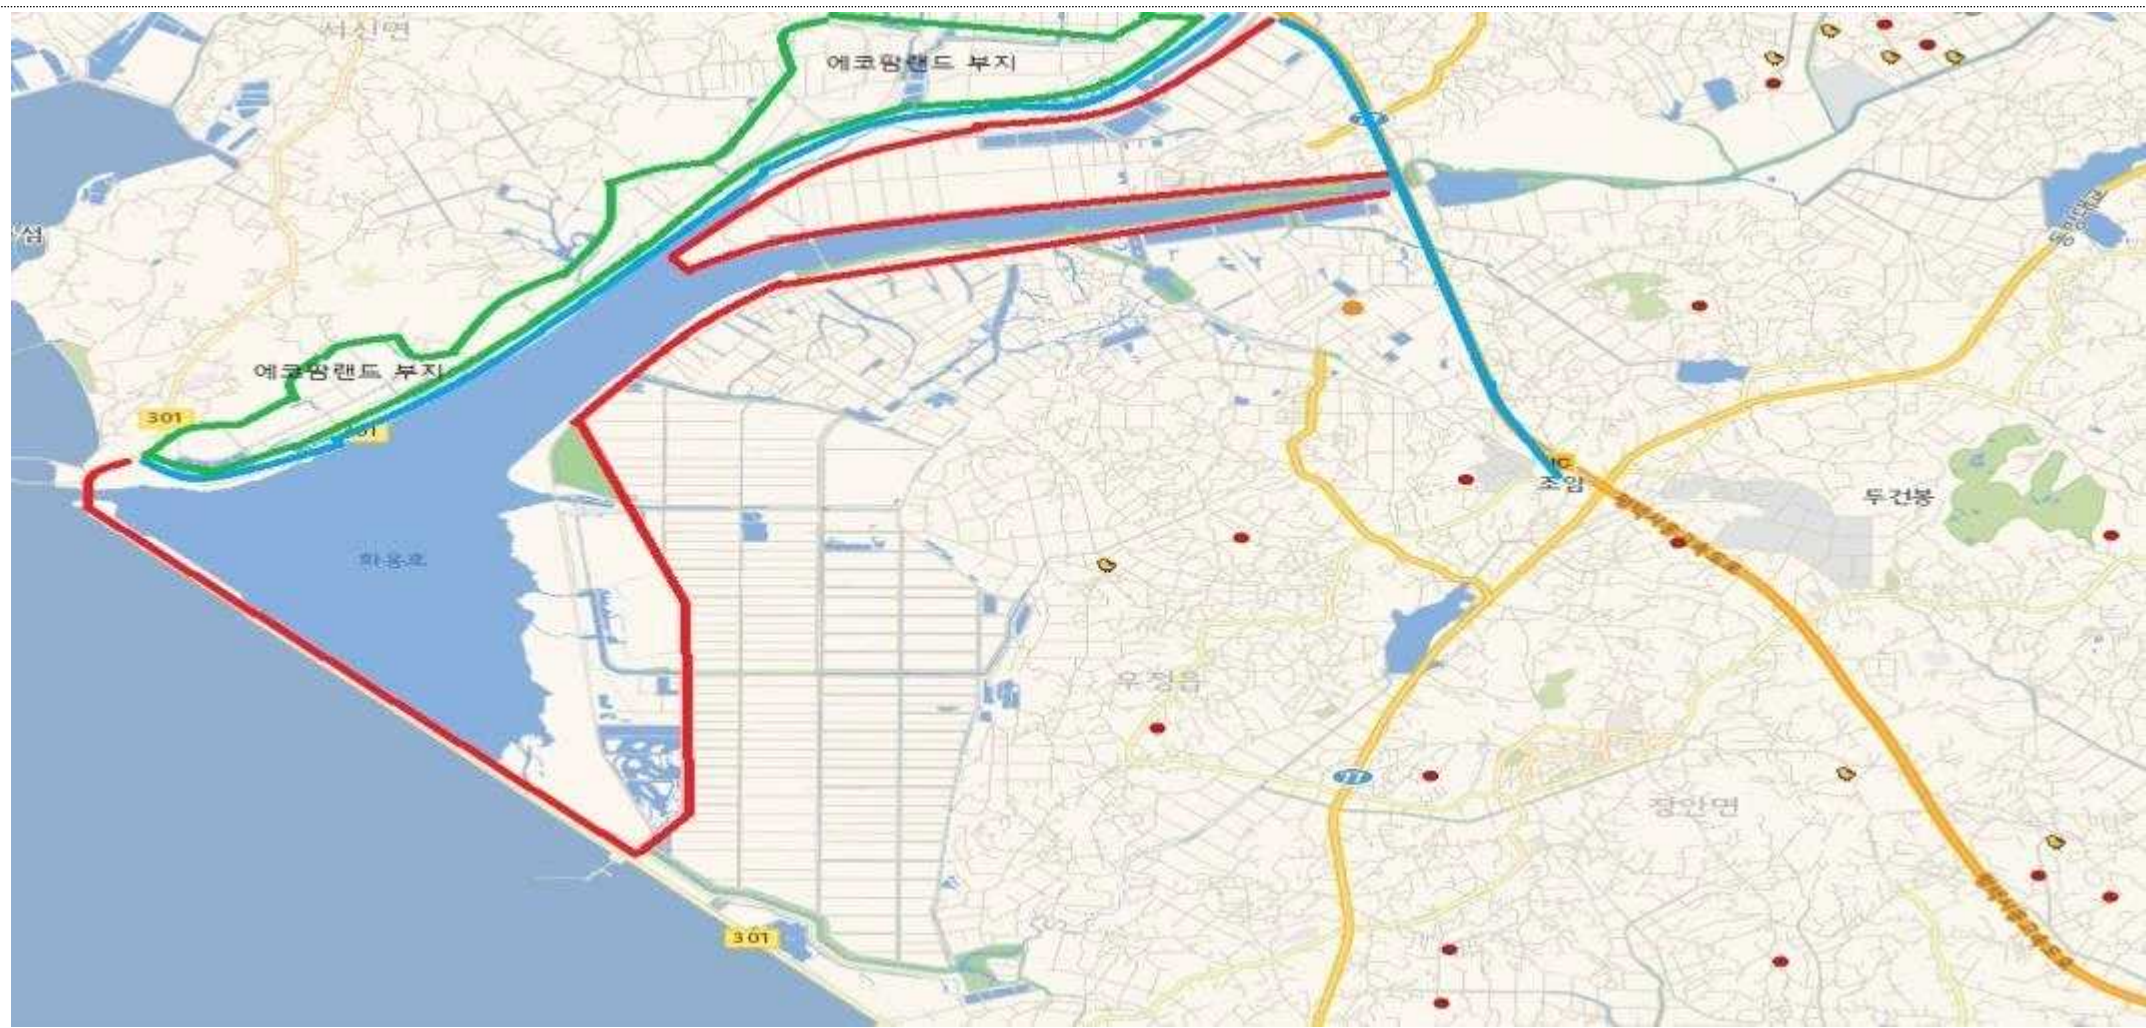 서신면
에코팜랜드 부지
섬
에코팜랜드 부지
301
조암
두건봉
화옹호
우정읍
77
장안면
301